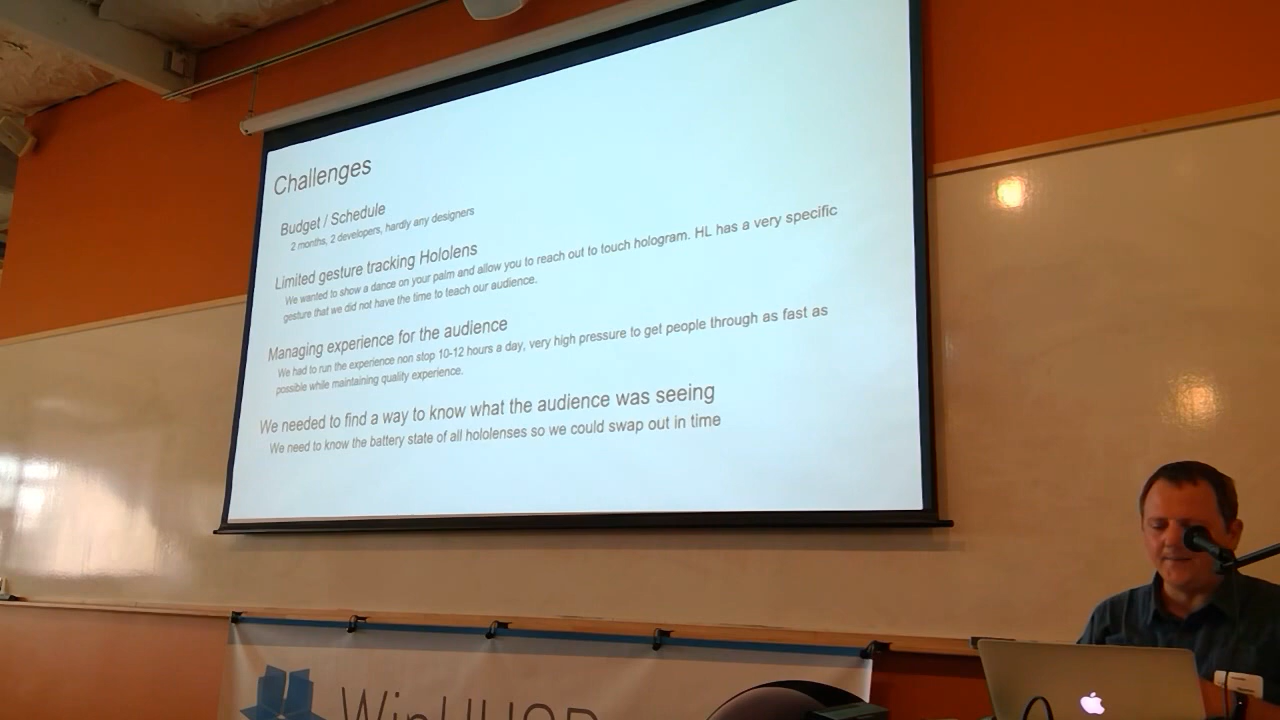 Challenges
Budget / Schedule
2 months, 2 developers, hardly any designers
Limited gesture tracking Hololens
We wanted to show a dance on your palm and allow you to reach out to touch hologram. HL has a very specific
gesture that we did not have the time to teach our audience.
Managing experience for the audience
We had to run the experience non stop 10-12 hours a day, very high pressure to get people through as fast as
possible while maintaining quality experience.
We needed to find a way to know what the audience was seeing
We need to know the battery state of all hololenses so we could swap out in time